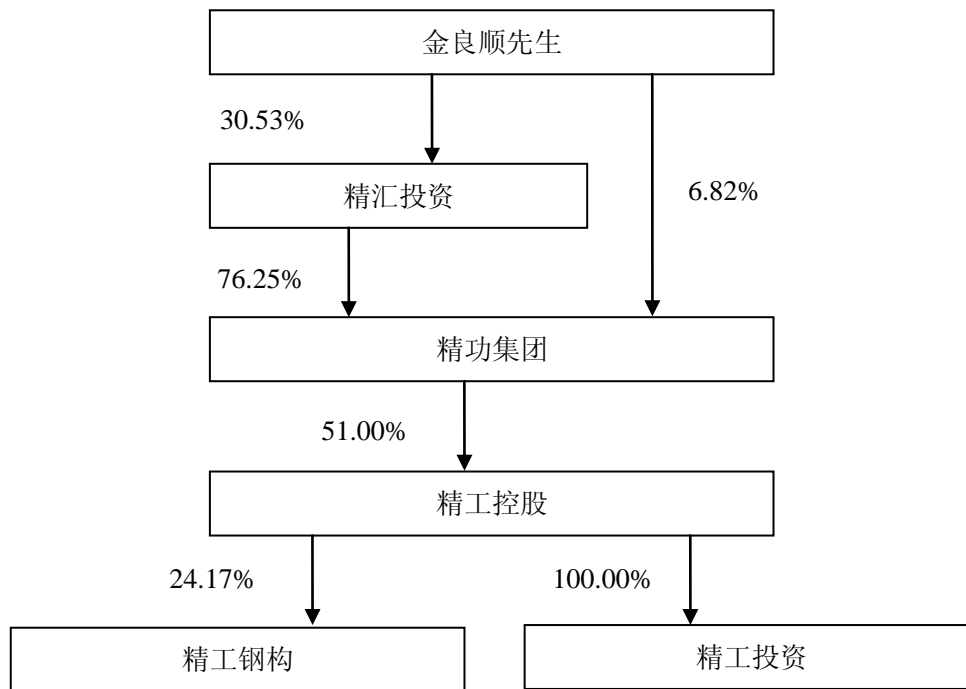 金良顺先生
30.53%
精汇投资
6.82%
76.25%
精功集团
51.00%
精工控股
24.17%
100.00%
精工钢构
精工投资